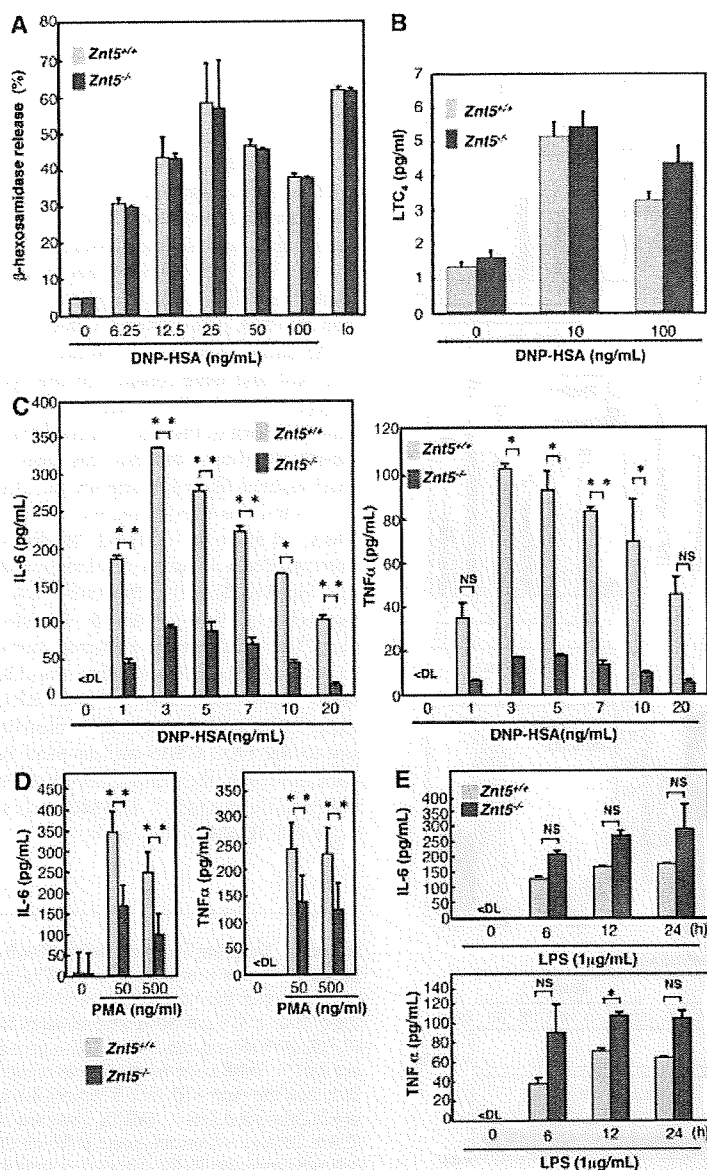 A
Znt5+/+
Znt5-/-
β-hexosamidase release (%)
80
70
60
50
40
30
20
10
0
0 6.25 12.5 25 50 100 Io
DNP-HSA (ng/mL)
B
Znt5+/+
Znt5-/-
LTC4 (pg/ml)
7
6
5
4
3
2
1
0
0 10 100
DNP-HSA (ng/mL)
C
Znt5+/+
Znt5-/-
IL-6 (pg/mL)
400
350
300
250
200
150
100
50
0
* * * * * * * * * * *
<DL
0 1 3 5 7 10 20
DNP-HSA(ng/mL)
Znt5+/+
Znt5-/-
TNFα (pg/mL)
120
100
80
60
40
20
0
NS * * * * * NS
<DL
0 1 3 5 7 10 20
DNP-HSA(ng/mL)
D
IL-6 (pg/mL)
450
400
350
300
250
200
150
100
50
0
* * * *
0 50 500
PMA (ng/ml)
TNFα (pg/mL)
400
350
300
250
200
150
100
50
0
* * * *
<DL
0 50 500
PMA (ng/ml)
Znt5+/+
Znt5-/-
E
Znt5+/+
Znt5-/-
IL-6 (pg/mL)
400
350
300
250
200
150
100
50
0
NS NS NS
<DL
0 6 12 24 (h)
LPS (1μg/mL)
TNF α (pg/mL)
140
120
100
80
60
40
20
0
NS * NS
<DL
0 6 12 24 (h)
LPS (1μg/mL)